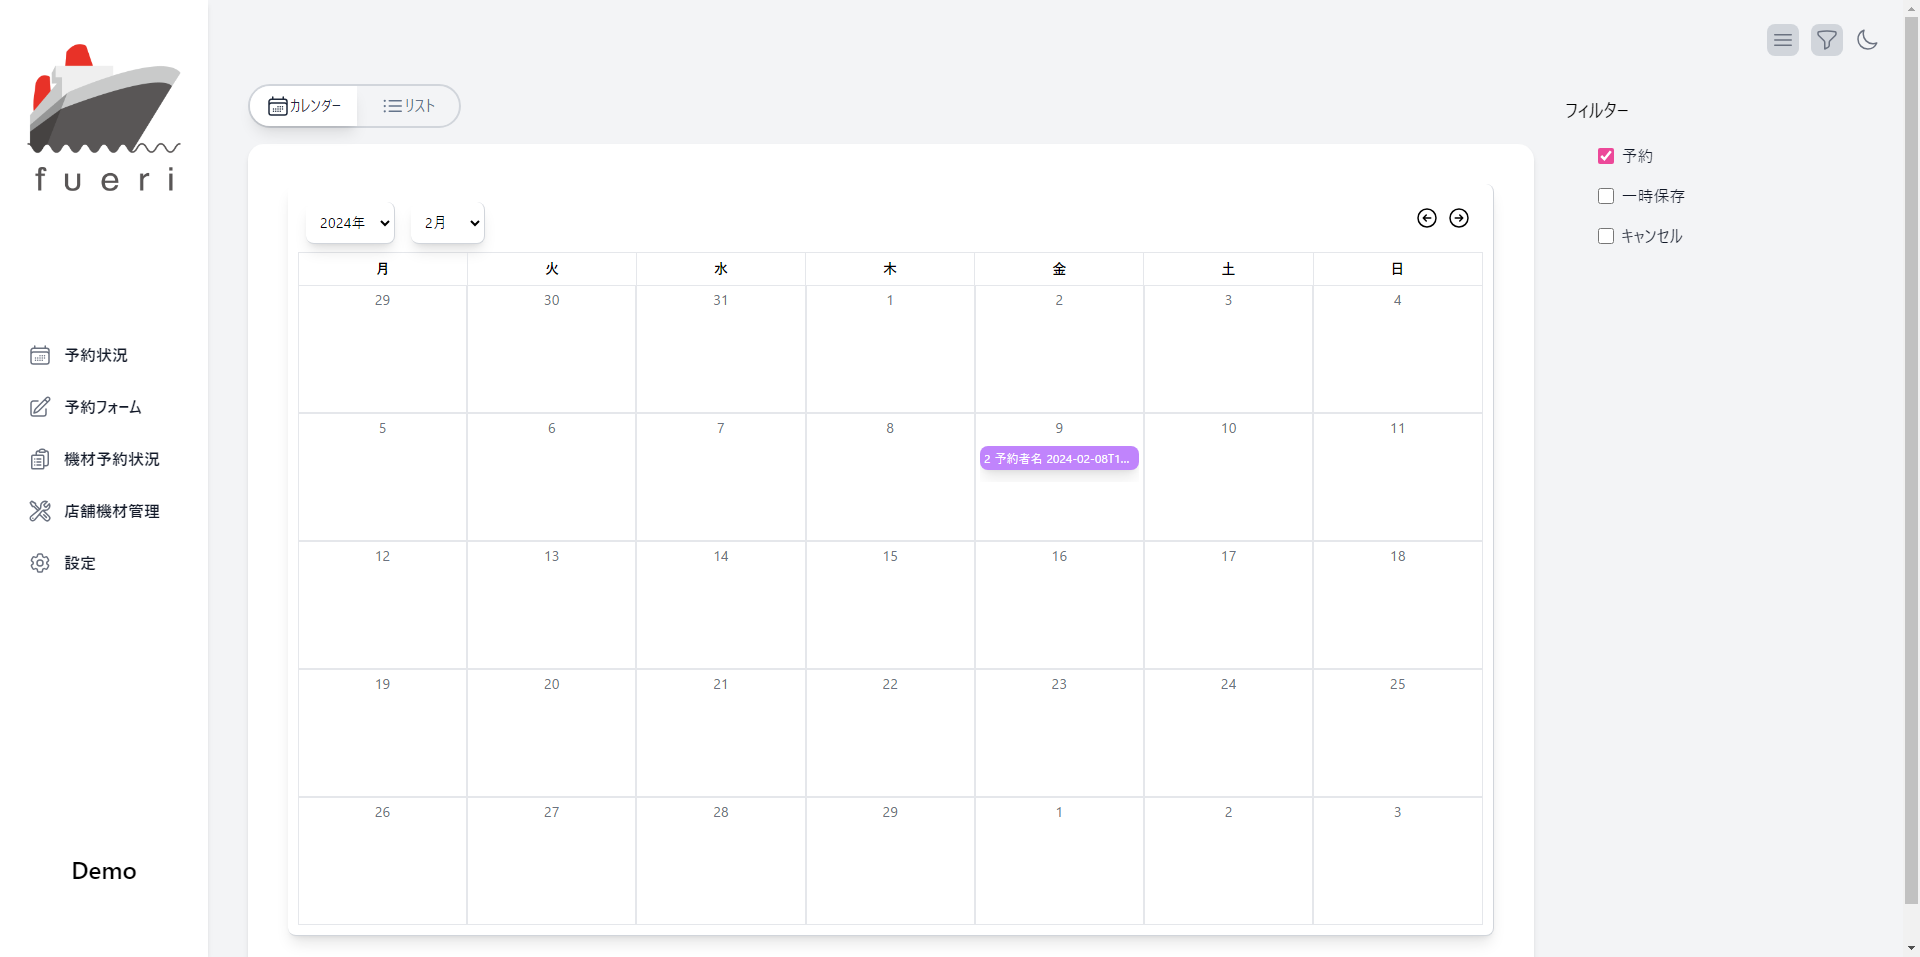 fueri
予約状況
予約フォーム
機材予約状況
店舗機材管理
設定
Demo
カレンダー リスト
2024年 2月
月 火 水 木 金 土 日
29 30 31 1 2 3 4
5 6 7 8 9 10 11
2 予約者名 2024-02-08T1...
12 13 14 15 16 17 18
19 20 21 22 23 24 25
26 27 28 29 1 2 3
フィルター
予約
一時保存
キャンセル